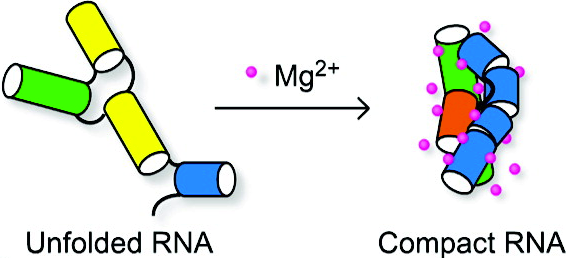 Mg²⁺
Unfolded RNA
Compact RNA